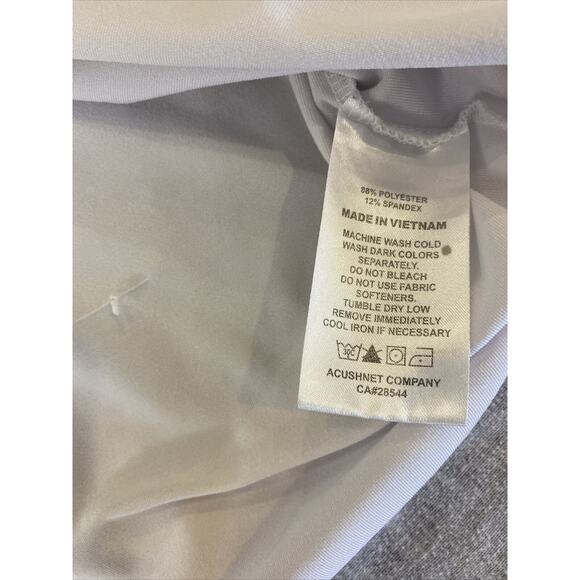 88% POLYESTER
12% SPANDEX
MADE IN VIETNAM
MACHINE WASH COLD
WASH DARK COLORS
SEPARATELY.
DO NOT BLEACH
DO NOT USE FABRIC
SOFTENERS.
TUMBLE DRY LOW
REMOVE IMMEDIATELY
COOL IRON IF NECESSARY
30C
ACUSHNET COMPANY
CA#28544